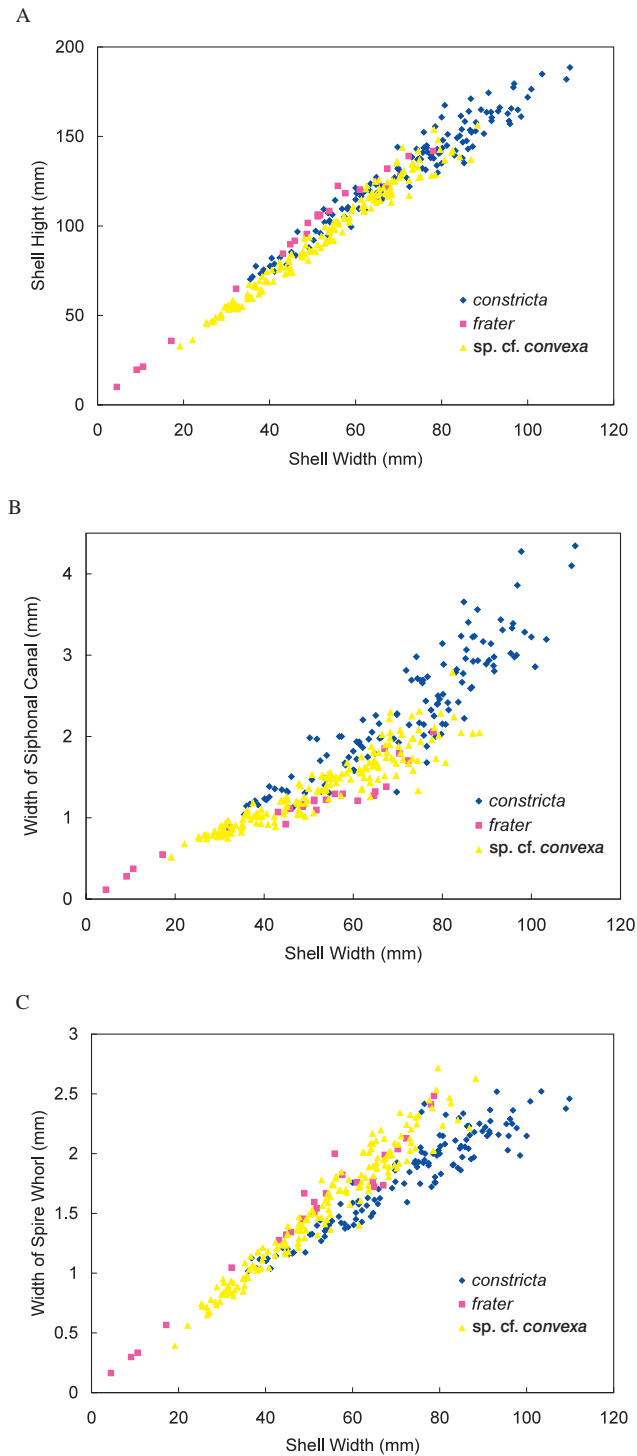 A
200
150
100
50
0
Shell Hight (mm)
constricta
frater
sp. cf. convexa
0 20 40 60 80 100 120
Shell Width (mm)
B
4
3
2
1
0
Width of Siphonal Canal (mm)
constricta
frater
sp. cf. convexa
0 20 40 60 80 100 120
Shell Width (mm)
C
3
2.5
2
1.5
1
0.5
0
Width of Spire Whorl (mm)
constricta
frater
sp. cf. convexa
0 20 40 60 80 100 120
Shell Width (mm)